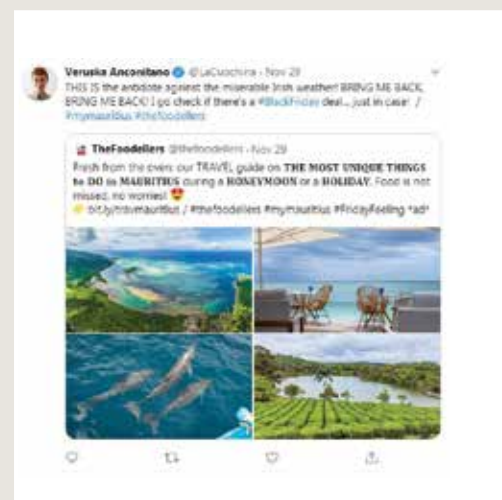 Veruska Anconitano @LaCuochina · Nov 29
THIS IS the antidote against the miserable Irish weather! BRING ME BACK,
BRING ME BACK! I go check if there's a #BlackFriday deal... just in case! /
#mymauritius #thefoodellers
TheFoodellers @thefoodellers · Nov 29
Fresh from the oven: our TRAVEL guide on THE MOST UNIQUE THINGS
to DO in MAURITIUS during a HONEYMOON or a HOLIDAY. Food is not
missed, no worries! 😍
bit.ly/travmauritius / #thefoodellers #mymauritius #FridayFeeling *ad*